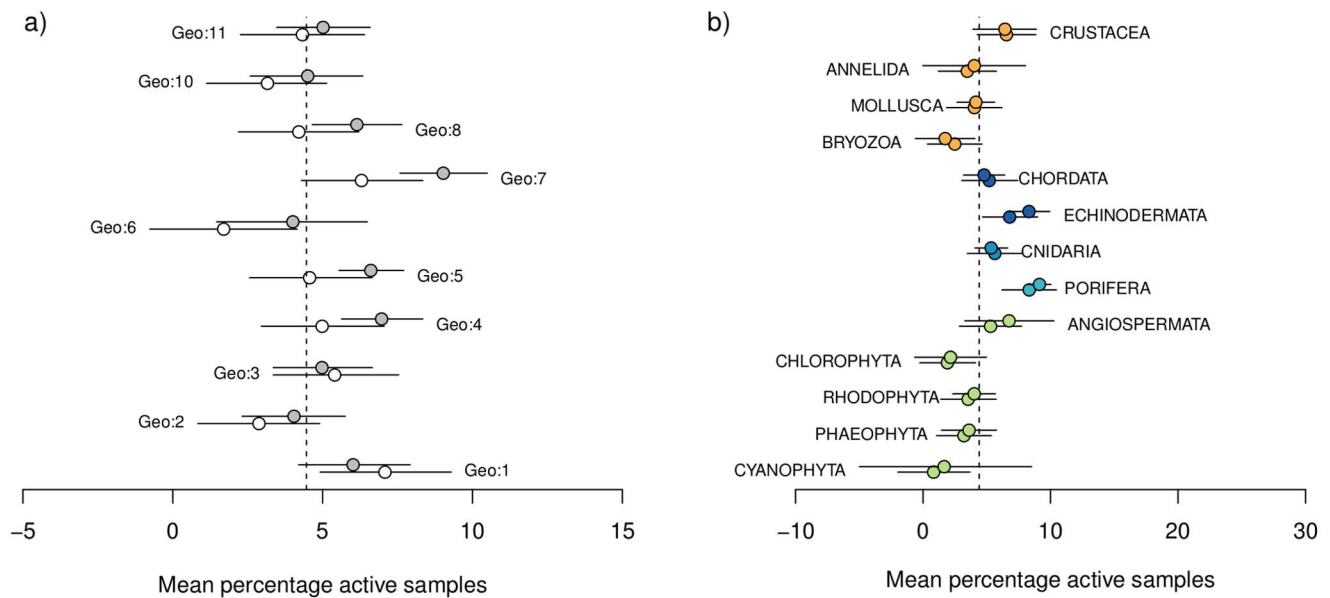 a)
Geo:11
Geo:10
Geo:8
Geo:7
Geo:6
Geo:5
Geo:4
Geo:3
Geo:2
Geo:1
−5 0 5 10 15
Mean percentage active samples
b)
CRUSTACEA
ANNELIDA
MOLLUSCA
BRYOZOA
CHORDATA
ECHINODERMATA
CNIDARIA
PORIFERA
ANGIOSPERMATA
CHLOROPHYTA
RHODOPHYTA
PHAEOPHYTA
CYANOPHYTA
−10 0 10 20 30
Mean percentage active samples